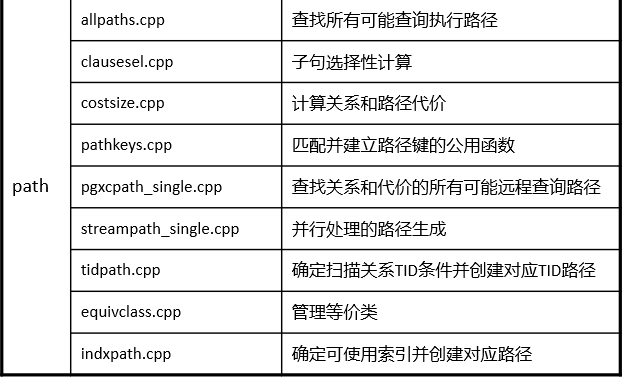 allpaths.cpp 查找所有可能查询执行路径
clausesel.cpp 子句选择性计算
costsize.cpp 计算关系和路径代价
pathkeys.cpp 匹配并建立路径键的公用函数
path pgxcpath_single.cpp 查找关系和代价的所有可能远程查询路径
streampath_single.cpp 并行处理的路径生成
tidpath.cpp 确定扫描关系TID条件并创建对应TID路径
equivclass.cpp 管理等价类
indxpath.cpp 确定可使用索引并创建对应路径